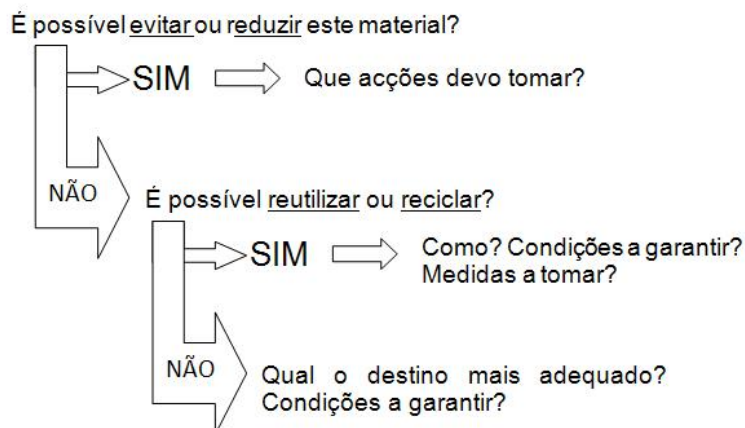 É possível evitar ou reduzir este material?
SIM
Que acções devo tomar?
NÃO
É possível reutilizar ou reciclar?
SIM
Como? Condições a garantir?
Medidas a tomar?
NÃO
Qual o destino mais adequado?
Condições a garantir?